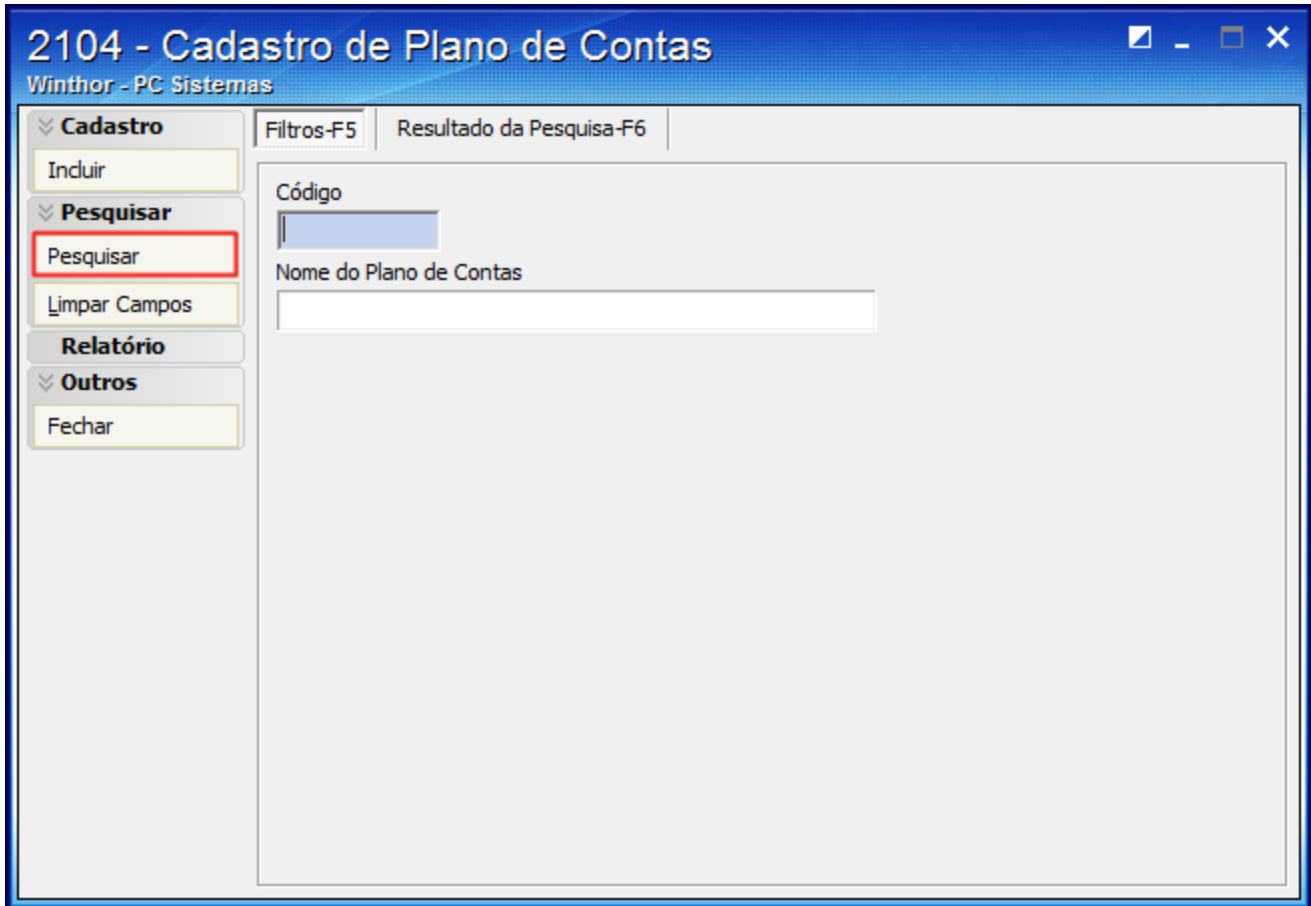 2104 - Cadastro de Plano de Contas
Winthor - PC Sistemas
Cadastro
Incluir
Pesquisar
Pesquisar
Limpar Campos
Relatório
Outros
Fechar
Filtros-F5
Resultado da Pesquisa-F6
Código
Nome do Plano de Contas